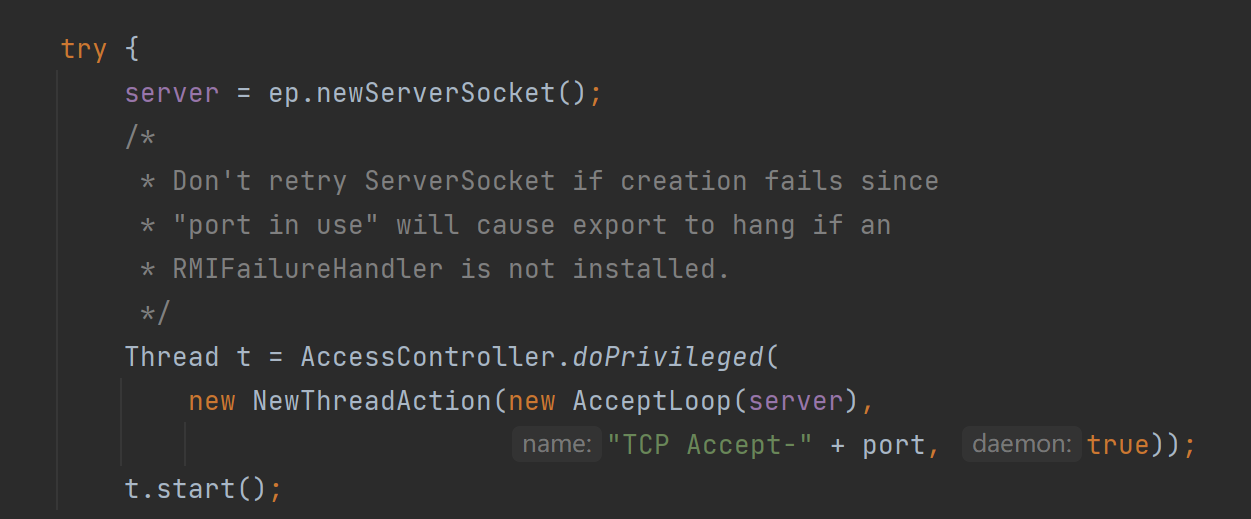 try {
server = ep.newServerSocket();
/*
* Don't retry ServerSocket if creation fails since
* "port in use" will cause export to hang if an
* RMIFailureHandler is not installed.
*/
Thread t = AccessController.doPrivileged(
new NewThreadAction(new AcceptLoop(server),
name: "TCP Accept-" + port, daemon: true));
t.start();